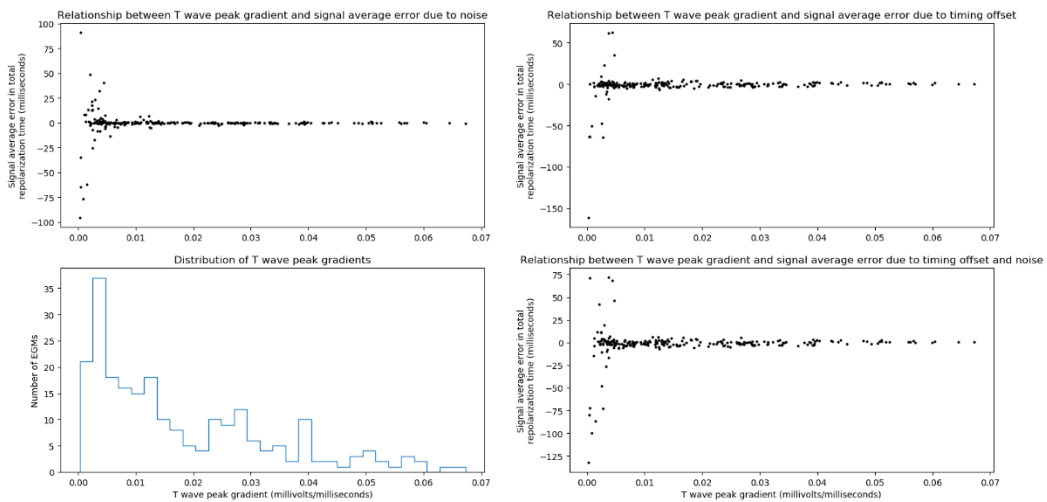 Relationship between T wave peak gradient and signal average error due to noise
Signal average error in total
repolarization time (milliseconds)
100
75
50
25
0
−25
−50
−75
−100
0.00 0.01 0.02 0.03 0.04 0.05 0.06 0.07
Relationship between T wave peak gradient and signal average error due to timing offset
Signal average error in total
repolarization time (milliseconds)
50
0
−50
−100
−150
0.00 0.01 0.02 0.03 0.04 0.05 0.06 0.07
Distribution of T wave peak gradients
Number of EGMs
35
30
25
20
15
10
5
0
0.00 0.01 0.02 0.03 0.04 0.05 0.06 0.07
T wave peak gradient (millivolts/milliseconds)
Relationship between T wave peak gradient and signal average error due to timing offset and noise
Signal average error in total
repolarization time (milliseconds)
75
50
25
0
−25
−50
−75
−100
−125
0.00 0.01 0.02 0.03 0.04 0.05 0.06 0.07
T wave peak gradient (millivolts/milliseconds)